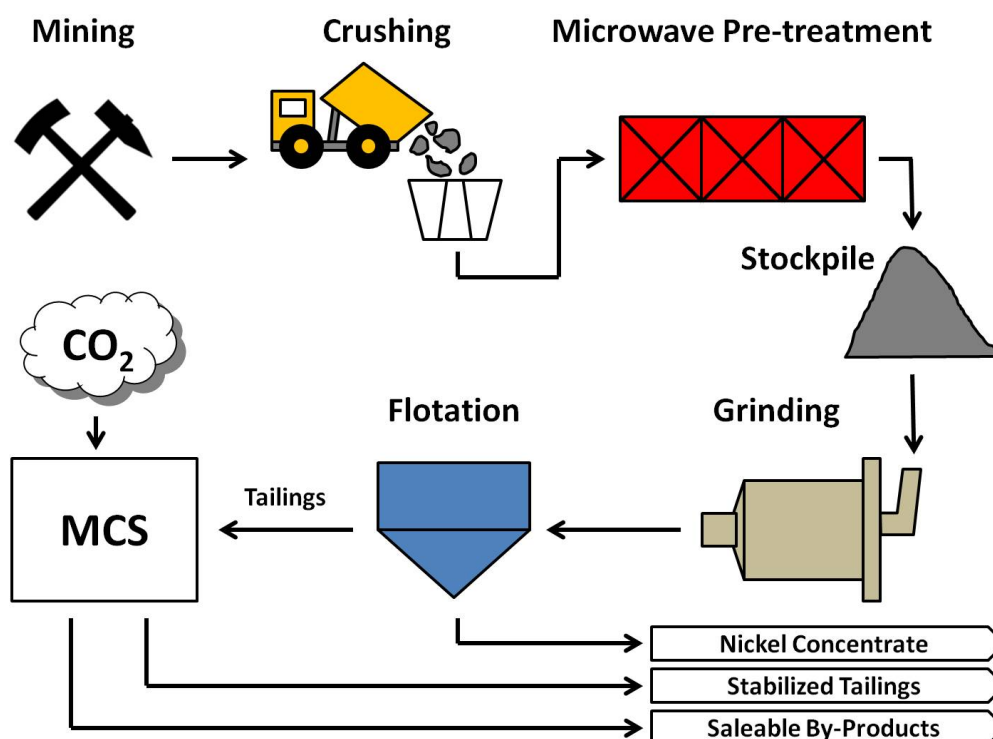 Mining
Crushing
Microwave Pre-treatment
Stockpile
CO₂
Flotation
Grinding
Tailings
MCS
Nickel Concentrate
Stabilized Tailings
Saleable By-Products